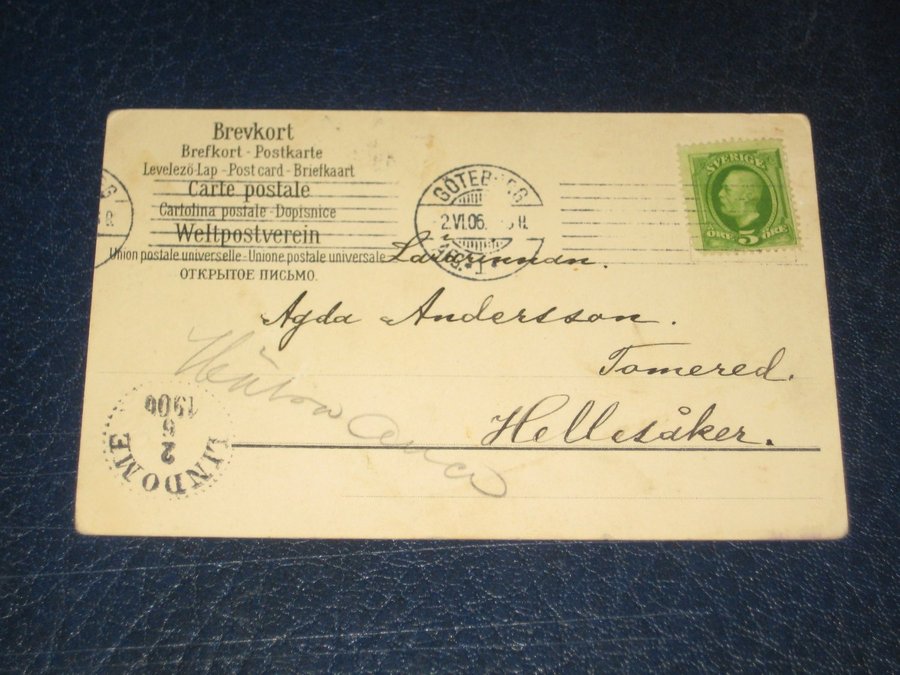 Brevkort
Brefkort - Postkarte
Levelező-Lap - Post card - Briefkaart
Carte postale
Cartolina postale - Dopisnice
Weltpostverein
Union postale universelle - Unione postale universale
ОТКРЫТОЕ ПИСЬМО.
GÖTEBORG
2.VI.06.
SVERIGE
ÖRE 5 ÖRE
Lärarinnan.
Agda Andersson.
Tomered.
Hellesåker.
LINDOME
2
6
1906